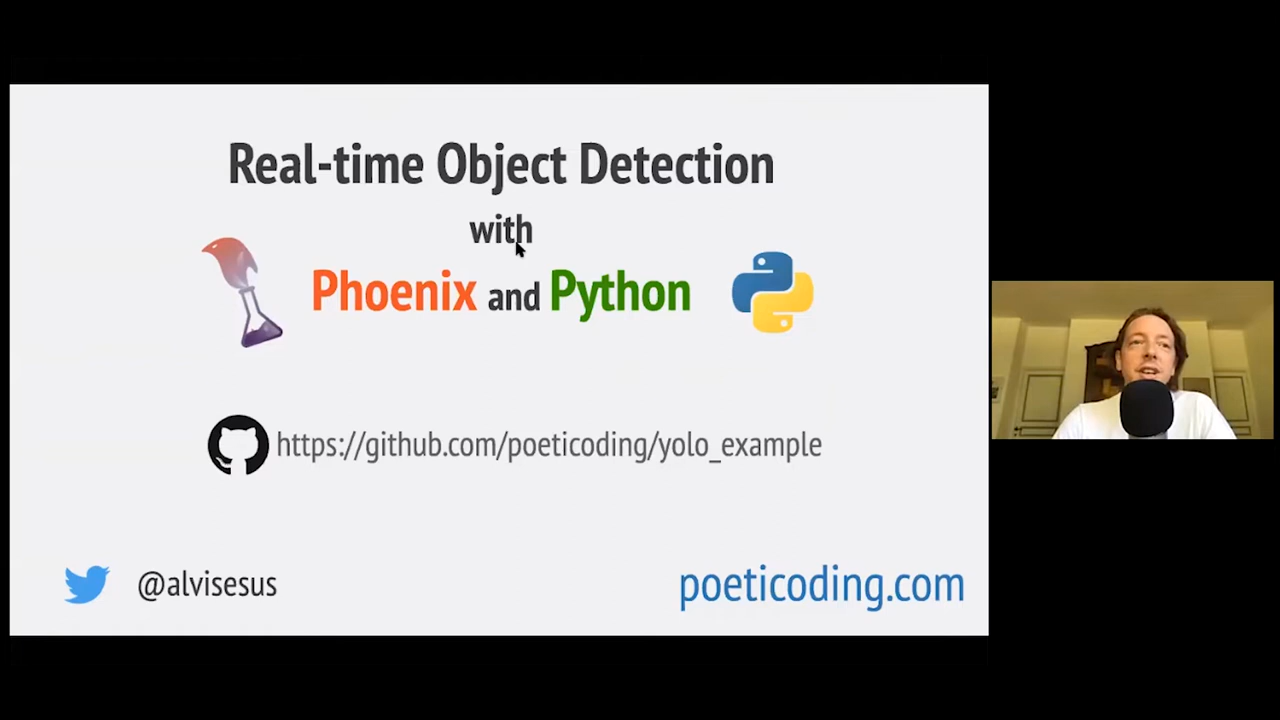 Real-time Object Detection
with
Phoenix and Python
https://github.com/poeticoding/yolo_example
@alvisesus
poeticoding.com